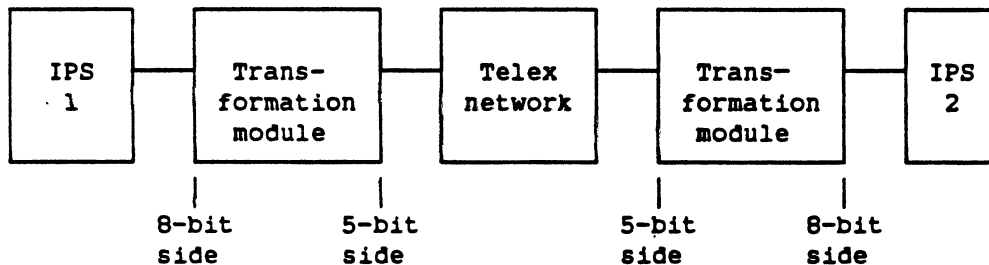 IPS
1
Trans-
formation
module
Telex
network
Trans-
formation
module
IPS
2
8-bit
side
5-bit
side
5-bit
side
8-bit
side